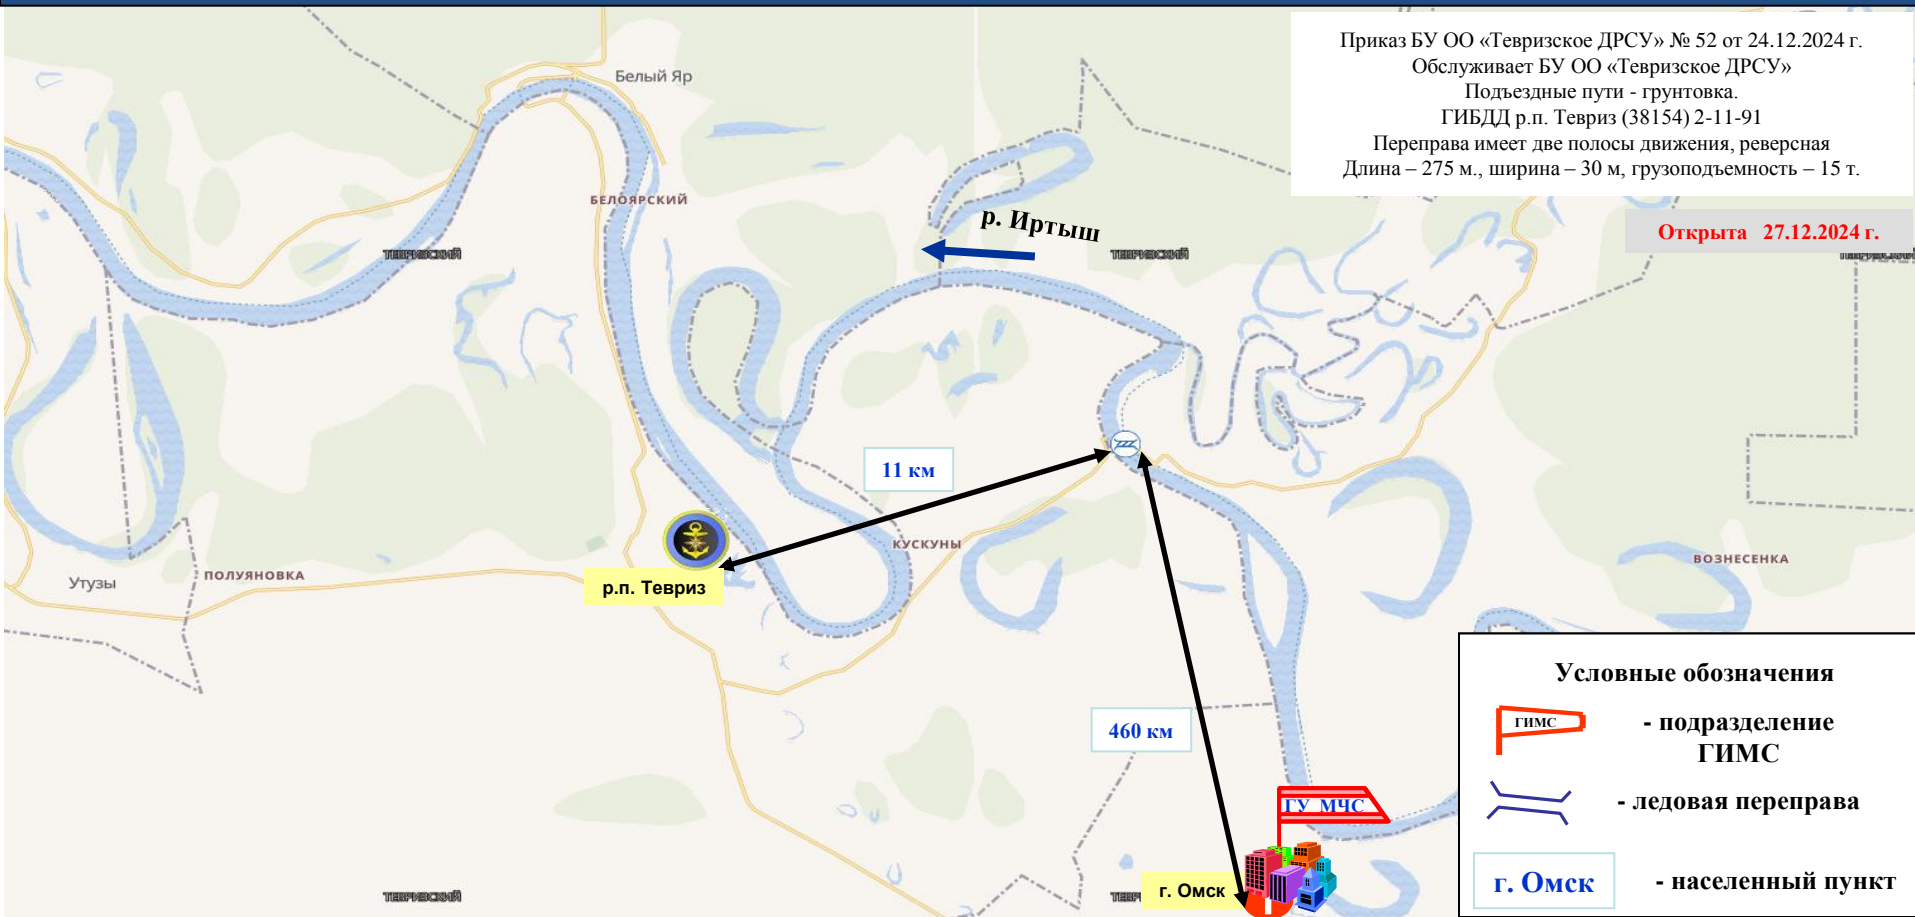 Приказ БУ ОО «Тевризское ДРСУ» № 52 от 24.12.2024 г.
Обслуживает БУ ОО «Тевризское ДРСУ»
Подъездные пути - грунтовка.
ГИБДД р.п. Тевриз (38154) 2-11-91
Переправа имеет две полосы движения, реверсная
Длина – 275 м., ширина – 30 м, грузоподъемность – 15 т.
Открыта 27.12.2024 г.
Белый Яр
БЕЛОЯРСКИЙ
р. Иртыш
ТЕВРИЗСКИЙ
ТЕВРИЗСКИЙ
ТЕВРИЗСКИЙ
11 км
КУСКУНЫ
ВОЗНЕСЕНКА
Утузы
ПОЛУЯНОВКА
р.п. Тевриз
460 км
ГУ МЧС
г. Омск
ТЕВРИЗСКИЙ
ТЕВР
Условные обозначения
ГИМС
- подразделение
ГИМС
- ледовая переправа
г. Омск
- населенный пункт